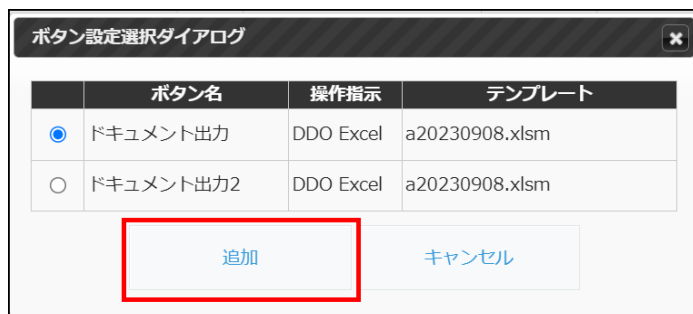 ボタン設定選択ダイアログ
ボタン名 操作指示 テンプレート
ドキュメント出力 DDO Excel a20230908.xlsm
ドキュメント出力2 DDO Excel a20230908.xlsm
追加 キャンセル